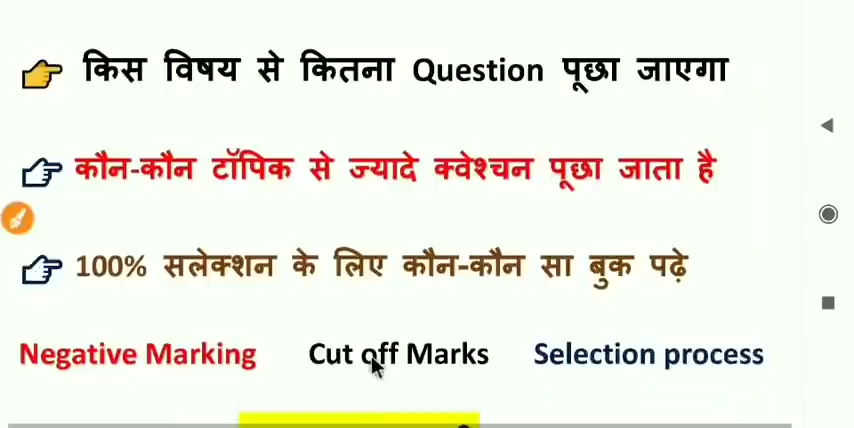 किस विषय से कितना Question पूछा जाएगा
कौन-कौन टॉपिक से ज्यादे क्वेश्चन पूछा जाता है
100% सलेक्शन के लिए कौन-कौन सा बुक पढ़े
Negative Marking Cut off Marks Selection process